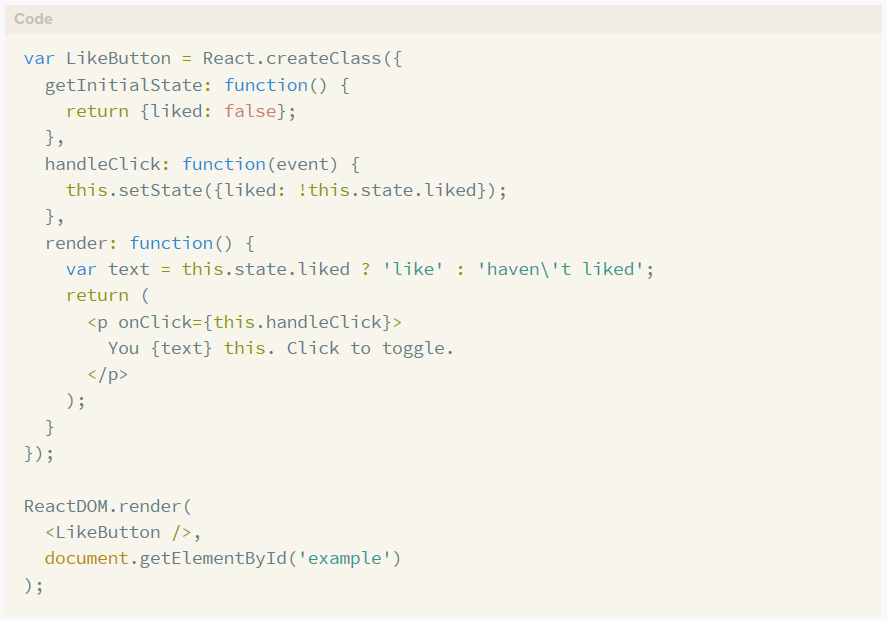 Code
var LikeButton = React.createClass({
  getInitialState: function() {
    return {liked: false};
  },
  handleClick: function(event) {
    this.setState({liked: !this.state.liked});
  },
  render: function() {
    var text = this.state.liked ? 'like' : 'haven\'t liked';
    return (
      <p onClick={this.handleClick}>
        You {text} this. Click to toggle.
      </p>
    );
  }
});

ReactDOM.render(
  <LikeButton />,
  document.getElementById('example')
);